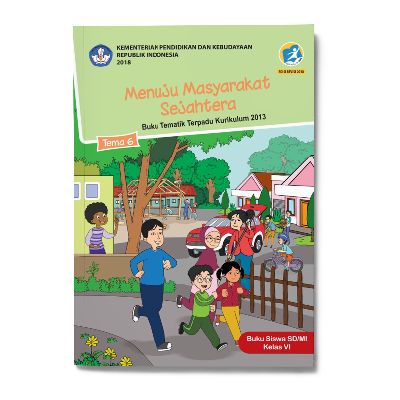 KEMENTERIAN PENDIDIKAN DAN KEBUDAYAAN
REPUBLIK INDONESIA
2018
Menuju Masyarakat
Sejahtera
Buku Tematik Terpadu Kurikulum 2013
Tema 6
Buku Siswa SD/MI
Kelas VI